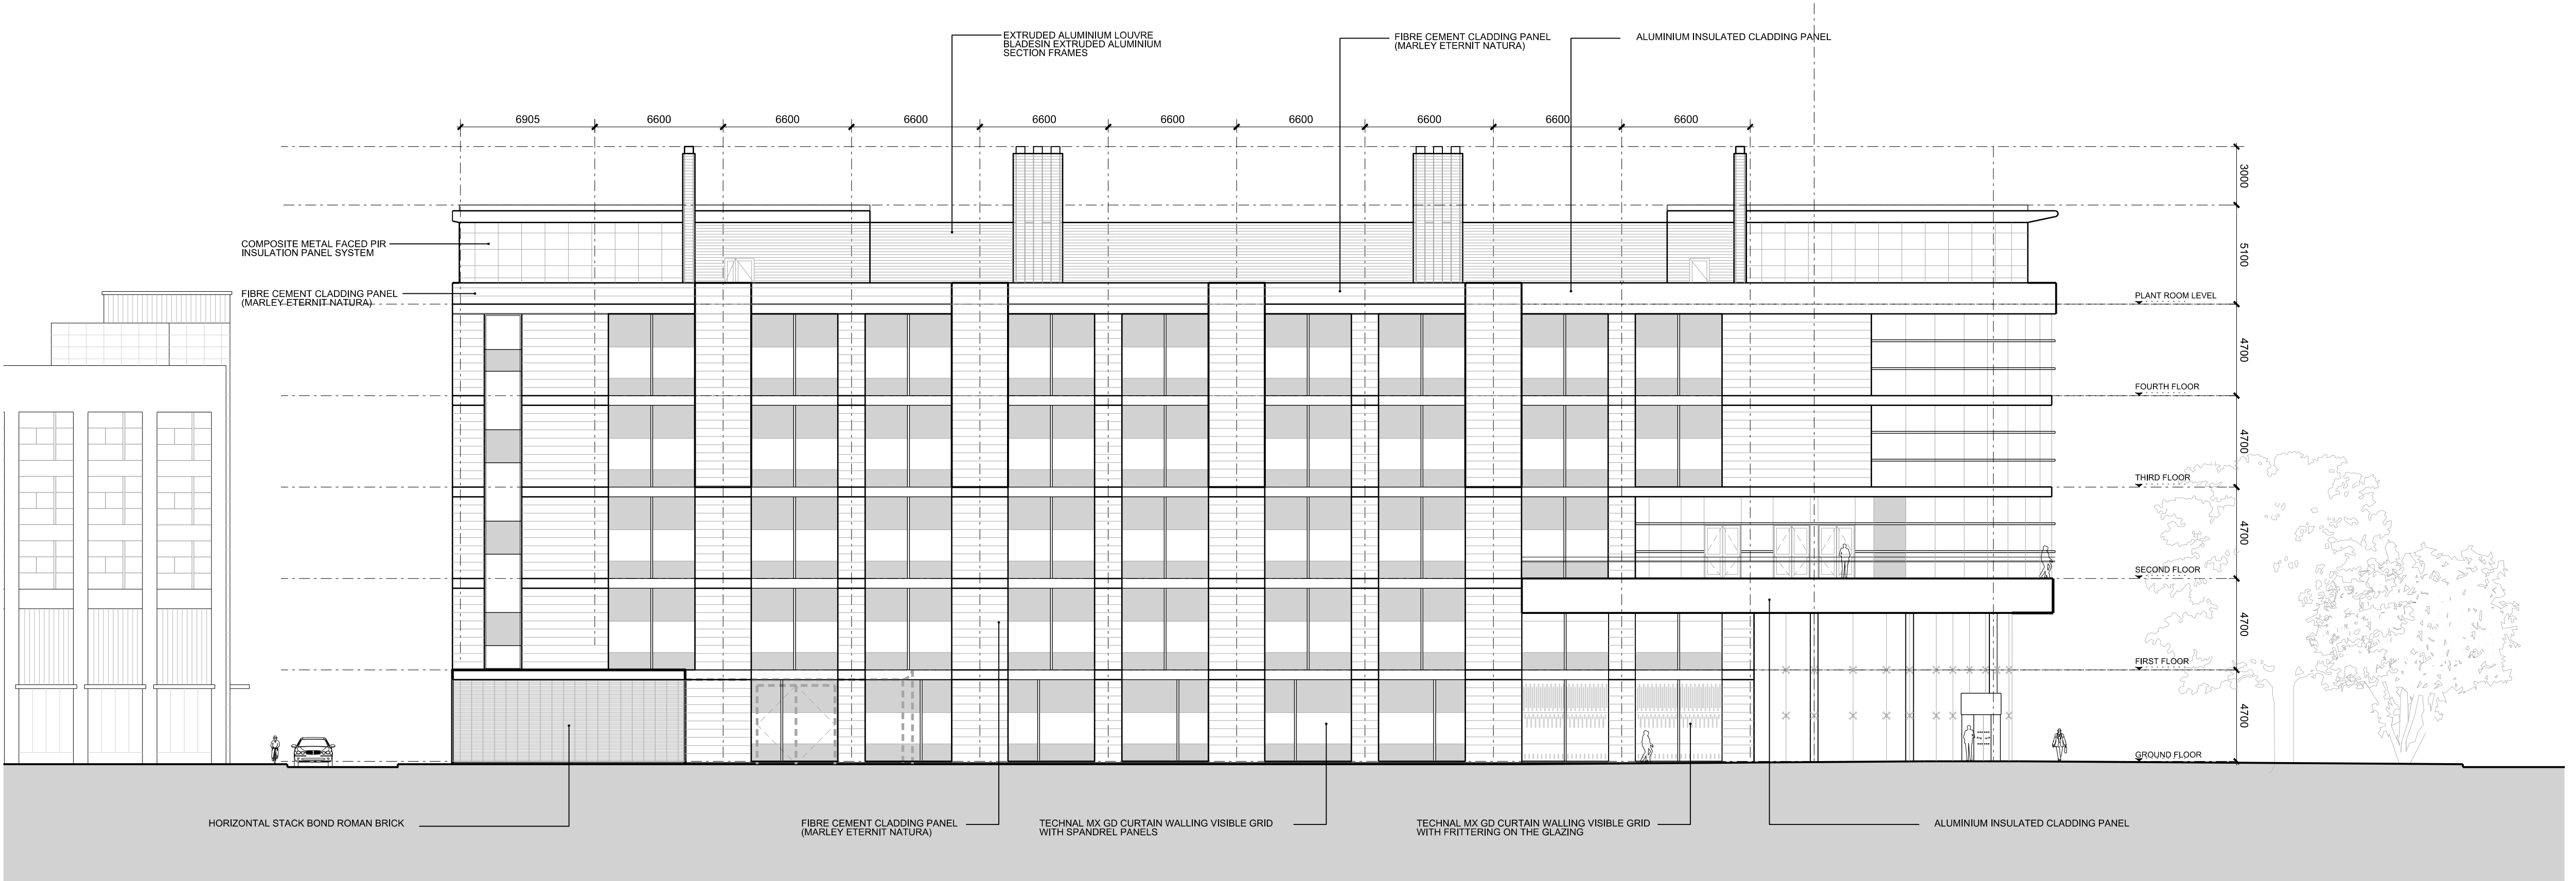 EXTRUDED ALUMINIUM LOUVRE
BLADESIN EXTRUDED ALUMINIUM
SECTION FRAMES
FIBRE CEMENT CLADDING PANEL
(MARLEY ETERNIT NATURA)
ALUMINIUM INSULATED CLADDING PANEL
6905
6600
6600
6600
6600
6600
6600
6600
6600
6600
3000
5100
COMPOSITE METAL FACED PIR
INSULATION PANEL SYSTEM
FIBRE CEMENT CLADDING PANEL
(MARLEY ETERNIT NATURA)
PLANT ROOM LEVEL
4700
FOURTH FLOOR
4700
THIRD FLOOR
4700
SECOND FLOOR
4700
FIRST FLOOR
4700
GROUND FLOOR
HORIZONTAL STACK BOND ROMAN BRICK
FIBRE CEMENT CLADDING PANEL
(MARLEY ETERNIT NATURA)
TECHNAL MX GD CURTAIN WALLING VISIBLE GRID
WITH SPANDREL PANELS
TECHNAL MX GD CURTAIN WALLING VISIBLE GRID
WITH FRITTERING ON THE GLAZING
ALUMINIUM INSULATED CLADDING PANEL